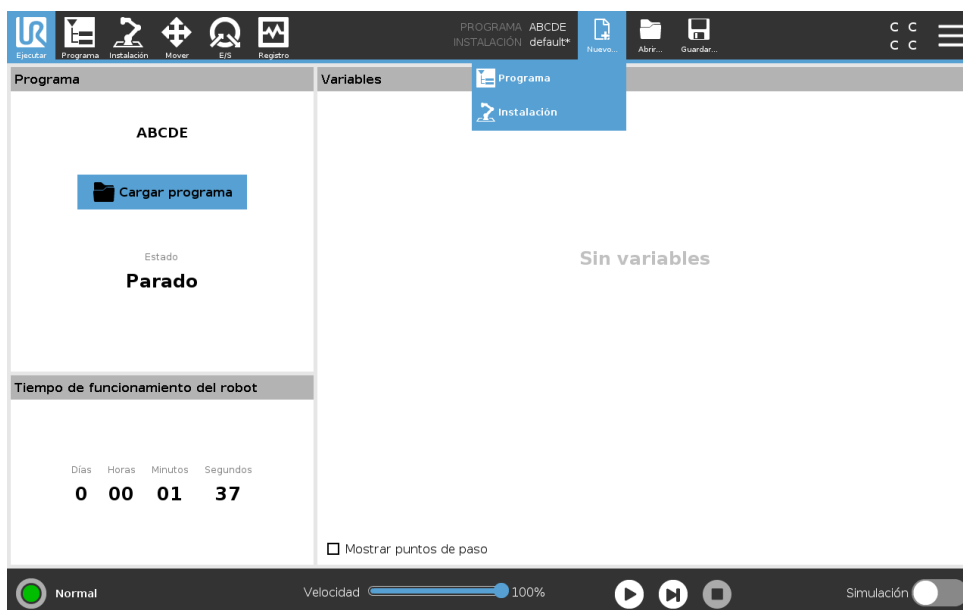 UR
PROGRAMA ABCDE
INSTALACIÓN default*
Ejecutar Programa Instalación Mover E/S Registro Nuevo... Abrir... Guardar...
C C
C C
Programa
Variables
Programa
Instalación
ABCDE
Cargar programa
Estado
Parado
Sin variables
Tiempo de funcionamiento del robot
Días Horas Minutos Segundos
0 00 01 37
Mostrar puntos de paso
Normal Velocidad 100% Simulación